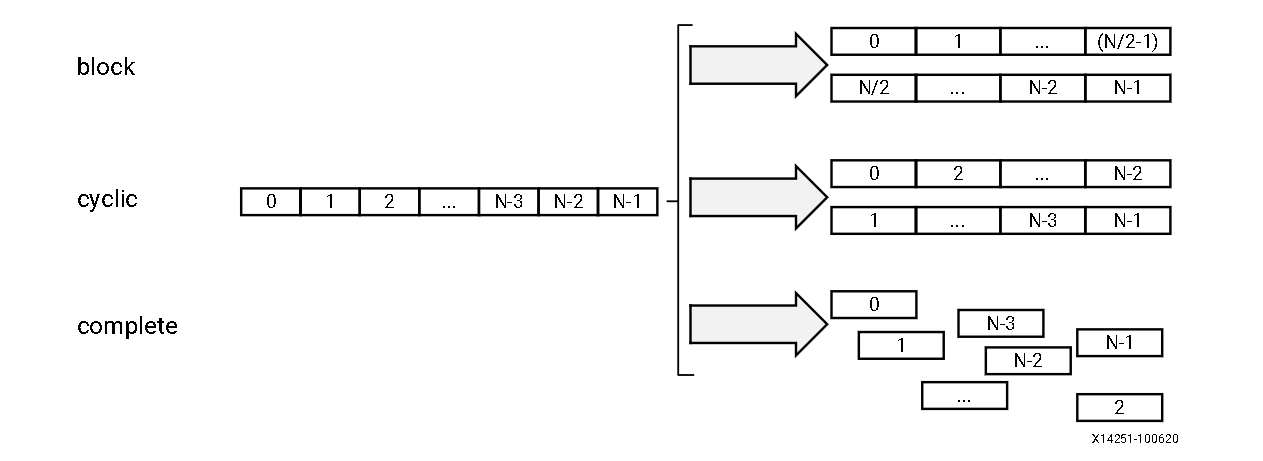 block
0 1 ... (N/2-1)
N/2 ... N-2 N-1
cyclic
0 1 2 ... N-3 N-2 N-1
0 2 ... N-2
1 ... N-3 N-1
complete
0
N-3
1
N-1
N-2
...
2
X14251-100620